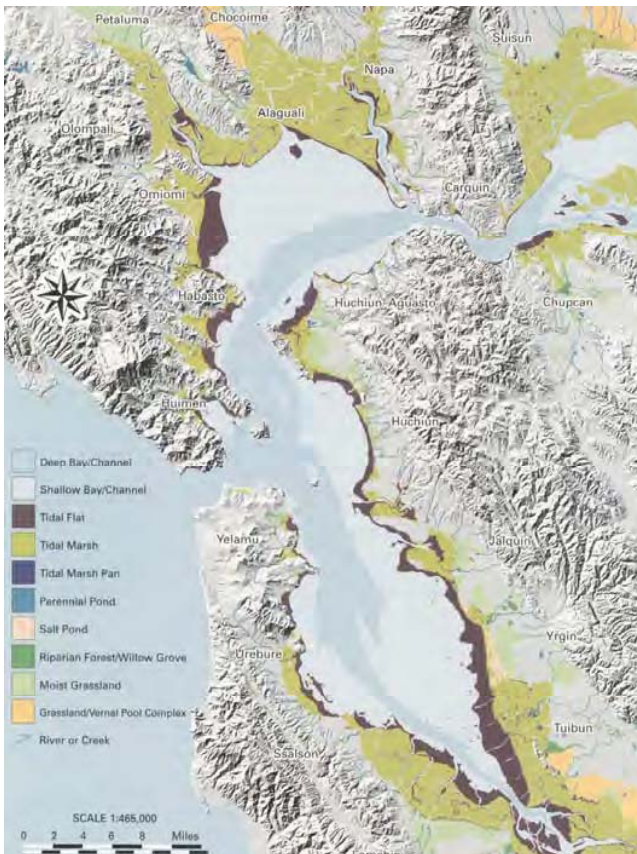 Petaluma
Chocoime
Suisun
Napa
Alaguali
Olompali
Carquin
Omiomi
Habasto
Huchiun-Aguasto
Chupcan
Huimen
Huchiun
Deep Bay/Channel
Shallow Bay/Channel
Tidal Flat
Tidal Marsh
Tidal Marsh Pan
Perennial Pond
Salt Pond
Riparian Forest/Willow Grove
Moist Grassland
Grassland/Vernal Pool Complex
River or Creek
Yelamu
Jalquin
Yrgin
Urebure
Tuibun
Ssalson
SCALE 1:465,000
0 2 4 6 8 Miles